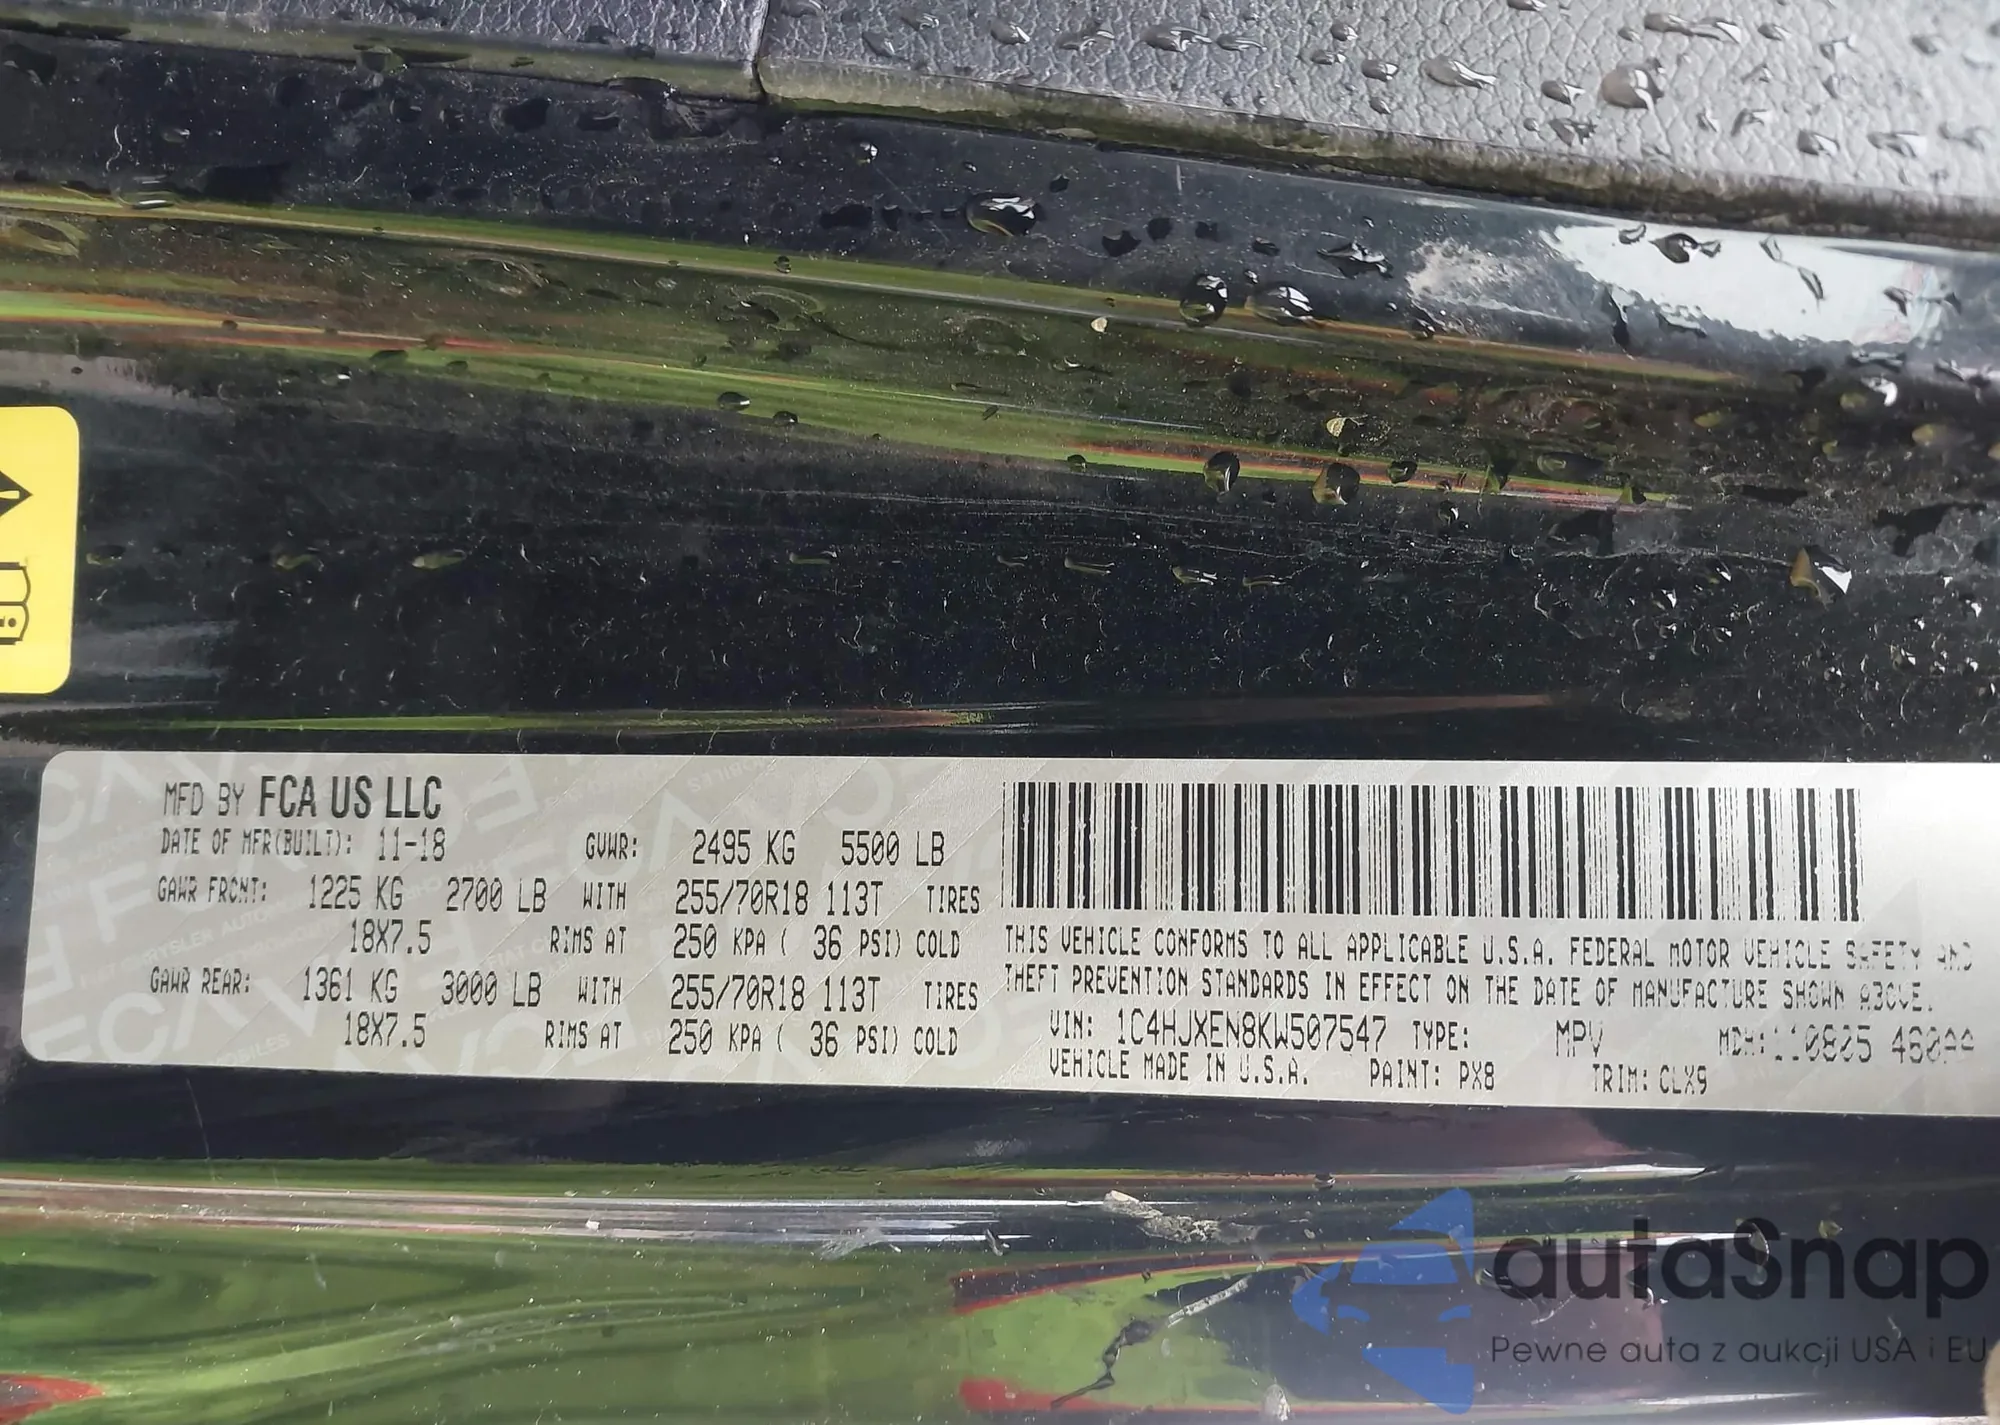 MFD BY FCA US LLC
DATE OF MFR(BUILT): 11-18 GVWR: 2495 KG 5500 LB
GAWR FRONT: 1225 KG 2700 LB WITH 255/70R18 113T TIRES
18X7.5 RIMS AT 250 KPA ( 36 PSI) COLD
GAWR REAR: 1361 KG 3000 LB WITH 255/70R18 113T TIRES
18X7.5 RIMS AT 250 KPA ( 36 PSI) COLD
THIS VEHICLE CONFORMS TO ALL APPLICABLE U.S.A. FEDERAL MOTOR VEHICLE SAFETY AND
THEFT PREVENTION STANDARDS IN EFFECT ON THE DATE OF MANUFACTURE SHOWN ABOVE.
VIN: 1C4HJXEN8KW507547 TYPE: MPV MDH:
VEHICLE MADE IN U.S.A. PAINT: PX8 TRIM: CLX9
autaSnap
Pewne auta z aukcji USA i EU